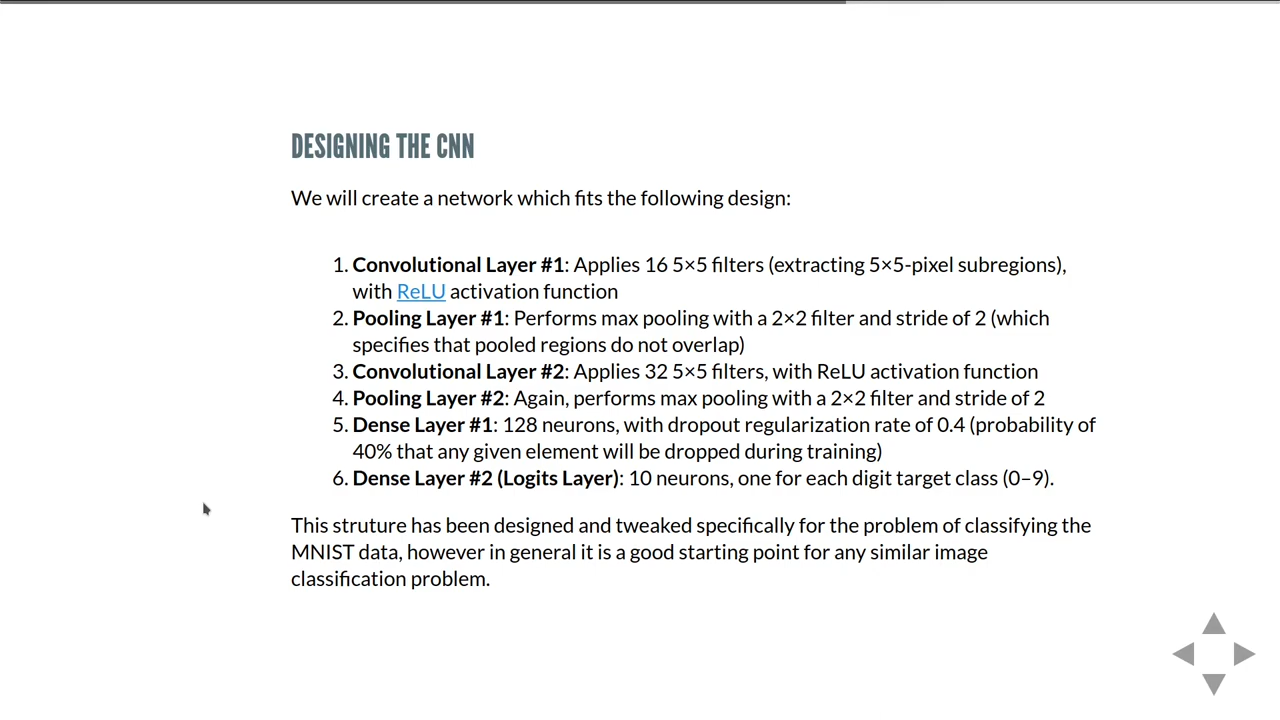 DESIGNING THE CNN
We will create a network which fits the following design:
1. Convolutional Layer #1: Applies 16 5×5 filters (extracting 5×5-pixel subregions),
with ReLU activation function
2. Pooling Layer #1: Performs max pooling with a 2×2 filter and stride of 2 (which
specifies that pooled regions do not overlap)
3. Convolutional Layer #2: Applies 32 5×5 filters, with ReLU activation function
4. Pooling Layer #2: Again, performs max pooling with a 2×2 filter and stride of 2
5. Dense Layer #1: 128 neurons, with dropout regularization rate of 0.4 (probability of
40% that any given element will be dropped during training)
6. Dense Layer #2 (Logits Layer): 10 neurons, one for each digit target class (0–9).
This struture has been designed and tweaked specifically for the problem of classifying the
MNIST data, however in general it is a good starting point for any similar image
classification problem.